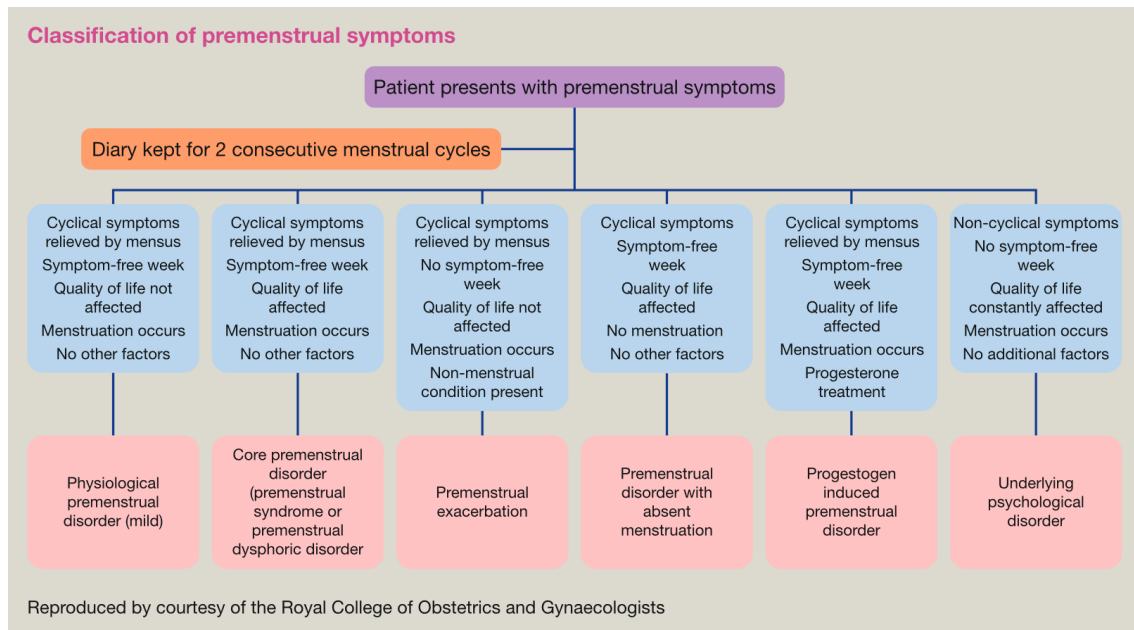 Classification of premenstrual symptoms
Patient presents with premenstrual symptoms
Diary kept for 2 consecutive menstrual cycles
Cyclical symptoms
relieved by mensus
Symptom-free week
Quality of life not
affected
Menstruation occurs
No other factors
Cyclical symptoms
relieved by mensus
Symptom-free week
Quality of life
affected
Menstruation occurs
No other factors
Cyclical symptoms
relieved by mensus
No symptom-free
week
Quality of life not
affected
Menstruation occurs
Non-menstrual
condition present
Cyclical symptoms
Symptom-free
week
Quality of life
affected
No menstruation
No other factors
Cyclical symptoms
relieved by mensus
Symptom-free
week
Quality of life
affected
Menstruation occurs
Progesterone
treatment
Non-cyclical symptoms
No symptom-free
week
Quality of life
constantly affected
Menstruation occurs
No additional factors
Physiological
premenstrual
disorder (mild)
Core premenstrual
disorder
(premenstrual
syndrome or
premenstrual
dysphoric disorder
Premenstrual
exacerbation
Premenstrual
disorder with
absent
menstruation
Progestogen
induced
premenstrual
disorder
Underlying
psychological
disorder
Reproduced by courtesy of the Royal College of Obstetrics and Gynaecologists